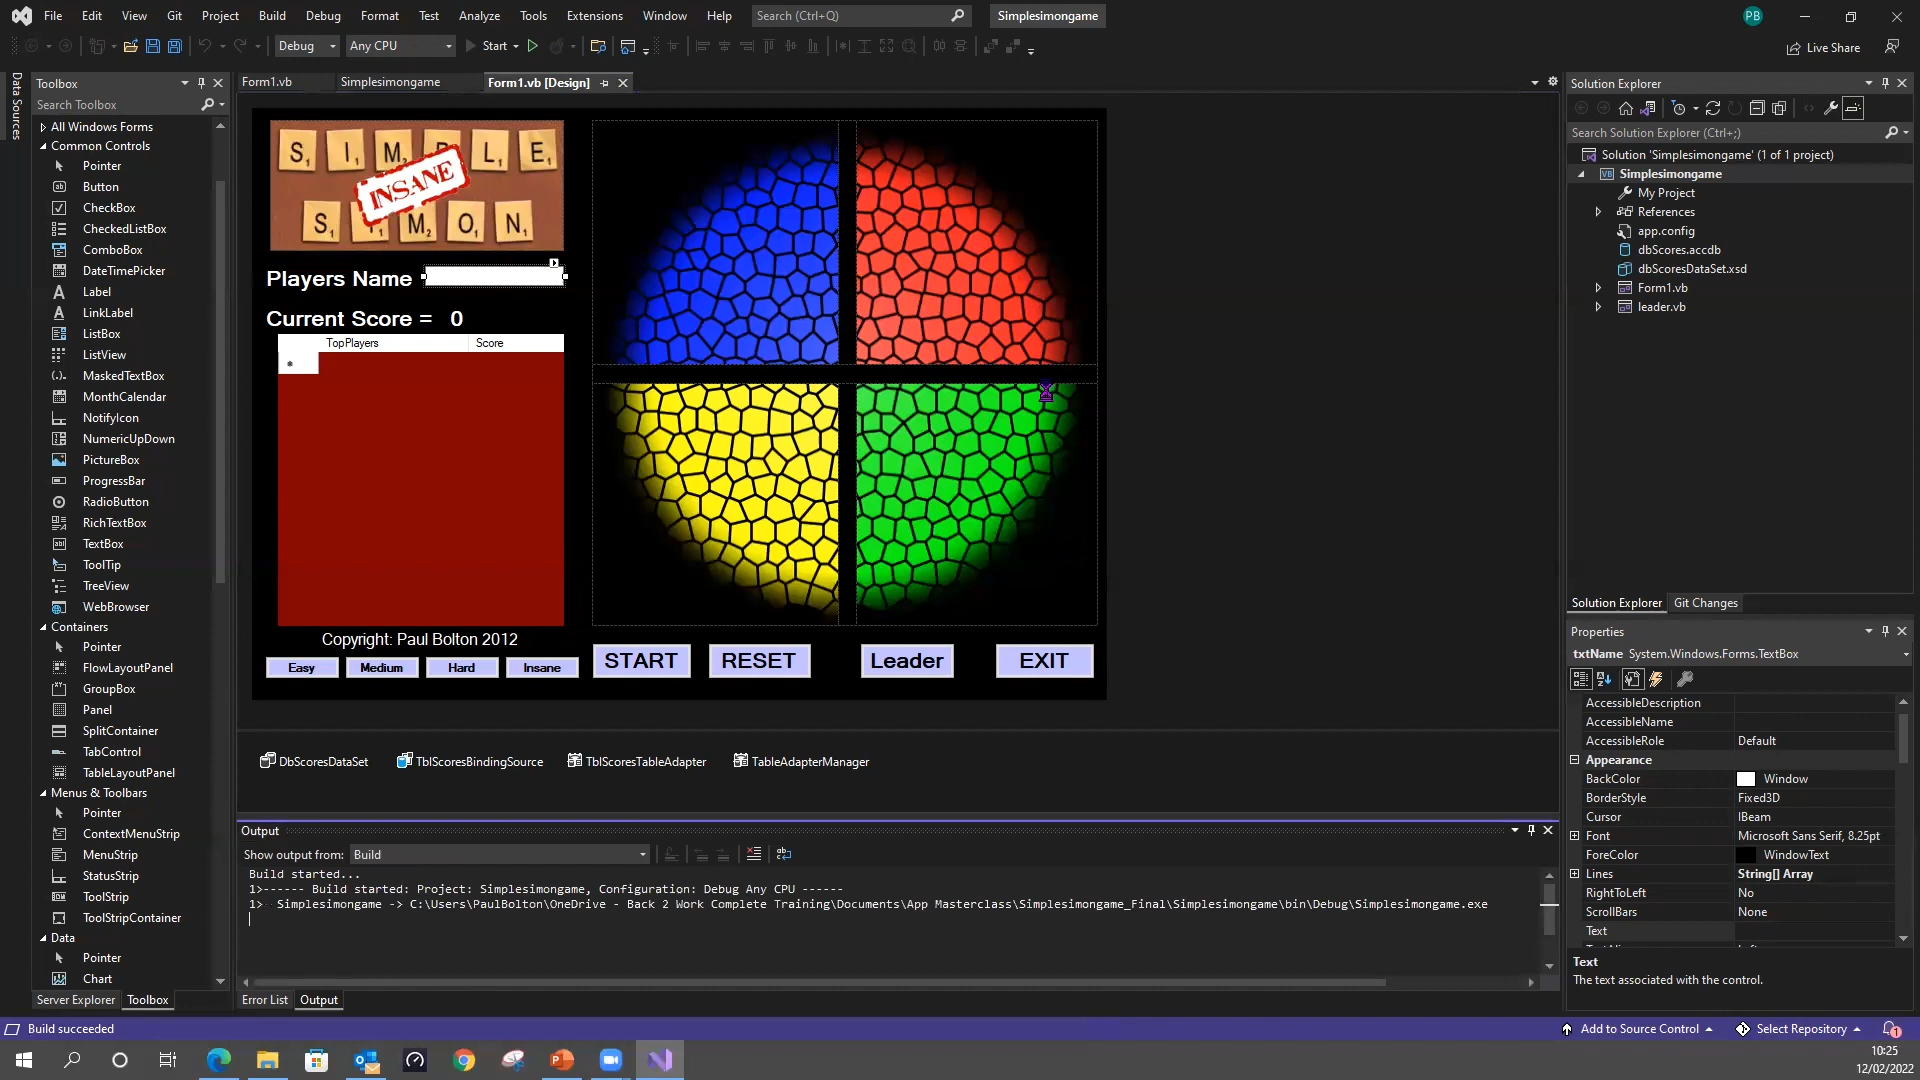 File Edit View Git Project Build Debug Format Test Analyze Tools Extensions Window Help Search (Ctrl+Q) Simplesimongame PB
Debug Any CPU Start Live Share
Data Sources
Toolbox
Search Toolbox
All Windows Forms
Common Controls
Pointer
Button
CheckBox
CheckedListBox
ComboBox
DateTimePicker
Label
LinkLabel
ListBox
ListView
MaskedTextBox
MonthCalendar
NotifyIcon
NumericUpDown
PictureBox
ProgressBar
RadioButton
RichTextBox
TextBox
ToolTip
TreeView
WebBrowser
Containers
Pointer
FlowLayoutPanel
GroupBox
Panel
SplitContainer
TabControl
TableLayoutPanel
Menus & Toolbars
Pointer
ContextMenuStrip
MenuStrip
StatusStrip
ToolStrip
ToolStripContainer
Data
Pointer
Chart
Server Explorer Toolbox
Form1.vb Simplesimongame Form1.vb [Design]
SIMPLE
INSANE
SIMON
Players Name
Current Score = 0
TopPlayers Score
Copyright: Paul Bolton 2012
Easy Medium Hard Insane START RESET Leader EXIT
DbScoresDataSet TblScoresBindingSource TblScoresTableAdapter TableAdapterManager
Output
Show output from: Build
Build started...
1>------ Build started: Project: Simplesimongame, Configuration: Debug Any CPU ------
1> Simplesimongame -> C:\Users\PaulBolton\OneDrive - Back 2 Work Complete Training\Documents\App Masterclass\Simplesimongame_Final\Simplesimongame\bin\Debug\Simplesimongame.exe
Error List Output
Solution Explorer
Search Solution Explorer (Ctrl+;)
Solution 'Simplesimongame' (1 of 1 project)
VB Simplesimongame
My Project
References
app.config
dbScores.accdb
dbScoresDataSet.xsd
Form1.vb
leader.vb
Solution Explorer Git Changes
Properties
txtName System.Windows.Forms.TextBox
AccessibleDescription
AccessibleName
AccessibleRole Default
Appearance
BackColor Window
BorderStyle Fixed3D
Cursor IBeam
Font Microsoft Sans Serif, 8.25pt
ForeColor WindowText
Lines String[] Array
RightToLeft No
ScrollBars None
Text
Text
The text associated with the control.
Build succeeded Add to Source Control Select Repository 1
10:25
12/02/2022